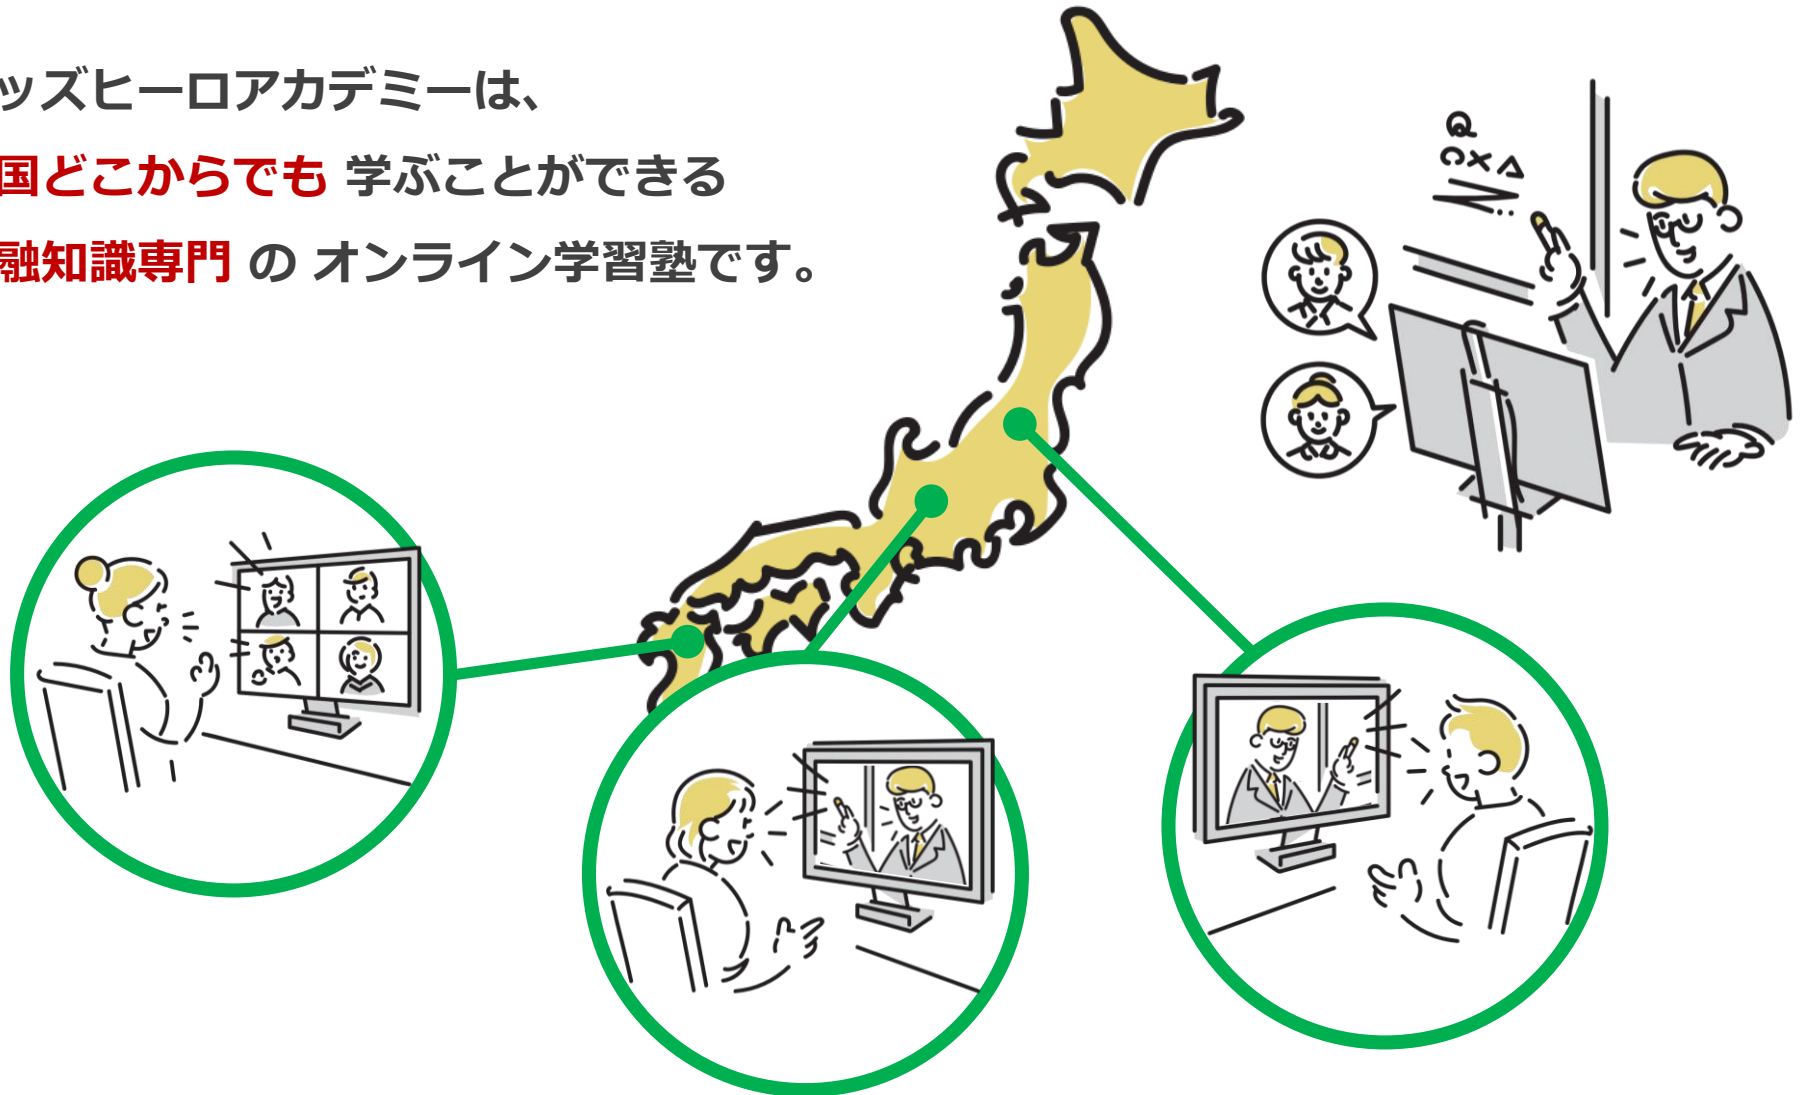 ッズヒーロアカデミーは、
国どこからでも 学ぶことができる
融知識専門 の オンライン学習塾です。